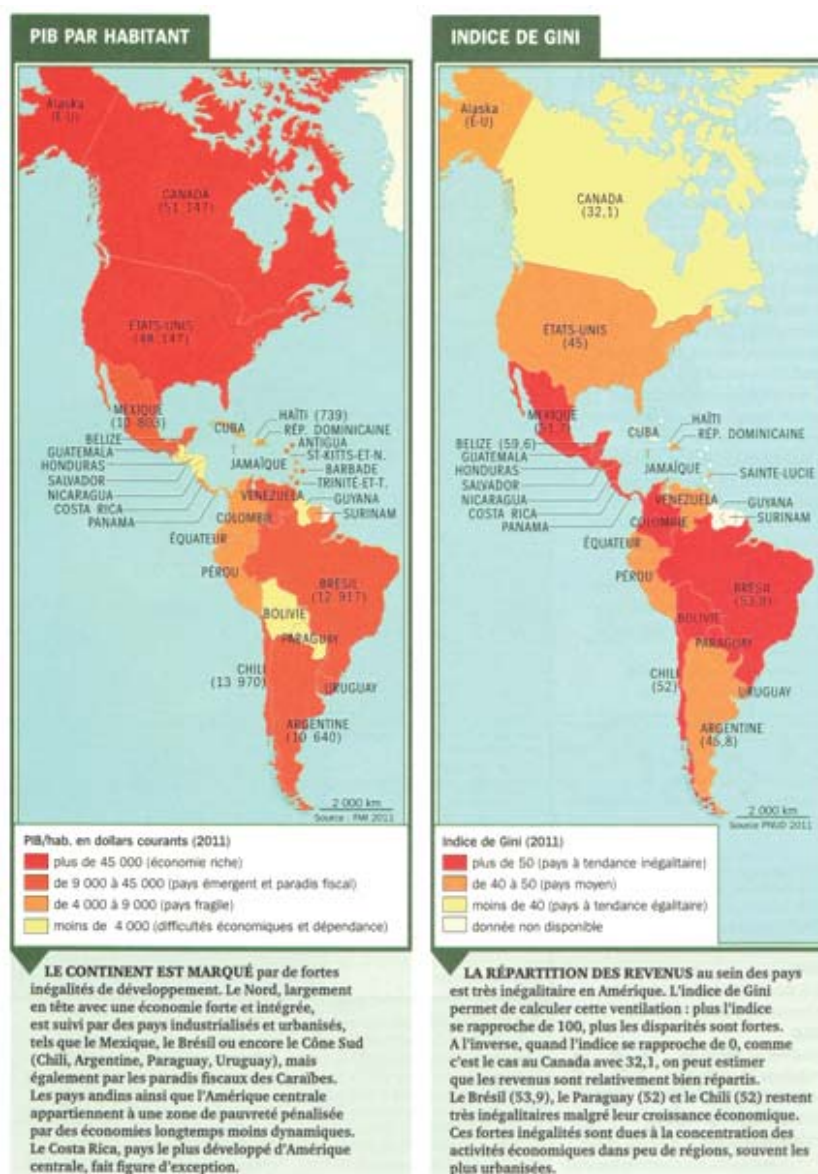 PIB PAR HABITANT
Alaska
(E-U)
CANADA
(51 147)
ÉTATS-UNIS
(48 147)
MEXIQUE
(10 803)
CUBA
HAÏTI (739)
RÉP. DOMINICAINE
ANTIGUA
ST-KITTS-ET-N.
BARBADE
TRINITÉ-ET-T.
BELIZE
GUATEMALA
HONDURAS
SALVADOR
NICARAGUA
COSTA RICA
PANAMA
JAMAÏQUE
VENEZUELA
GUYANA
SURINAM
COLOMBIE
ÉQUATEUR
PÉROU
BRÉSIL
(12 917)
BOLIVIE
PARAGUAY
CHILI
(13 970)
URUGUAY
ARGENTINE
(10 640)
2 000 km
Source : FMI 2011
PIB/hab. en dollars courants (2011)
plus de 45 000 (économie riche)
de 9 000 à 45 000 (pays émergent et paradis fiscal)
de 4 000 à 9 000 (pays fragile)
moins de 4 000 (difficultés économiques et dépendance)
LE CONTINENT EST MARQUÉ par de fortes
inégalités de développement. Le Nord, largement
en tête avec une économie forte et intégrée,
est suivi par des pays industrialisés et urbanisés,
tels que le Mexique, le Brésil ou encore le Cône Sud
(Chili, Argentine, Paraguay, Uruguay), mais
également par les paradis fiscaux des Caraïbes.
Les pays andins ainsi que l'Amérique centrale
appartiennent à une zone de pauvreté pénalisée
par des économies longtemps moins dynamiques.
Le Costa Rica, pays le plus développé d'Amérique
centrale, fait figure d'exception.
INDICE DE GINI
Alaska
(E-U)
CANADA
(32,1)
ÉTATS-UNIS
(45)
MEXIQUE
(51,7)
CUBA
HAÏTI
RÉP. DOMINICAINE
BELIZE (59,6)
GUATEMALA
HONDURAS
SALVADOR
NICARAGUA
COSTA RICA
PANAMA
JAMAÏQUE
SAINTE-LUCIE
VENEZUELA
GUYANA
SURINAM
COLOMBIE
ÉQUATEUR
PÉROU
BRÉSIL
(53,9)
BOLIVIE
PARAGUAY
CHILI
(52)
URUGUAY
ARGENTINE
(45,8)
2 000 km
Source PNUD 2011
Indice de Gini (2011)
plus de 50 (pays à tendance inégalitaire)
de 40 à 50 (pays moyen)
moins de 40 (pays à tendance égalitaire)
donnée non disponible
LA RÉPARTITION DES REVENUS au sein des pays
est très inégalitaire en Amérique. L'indice de Gini
permet de calculer cette ventilation : plus l'indice
se rapproche de 100, plus les disparités sont fortes.
A l'inverse, quand l'indice se rapproche de 0, comme
c'est le cas au Canada avec 32,1, on peut estimer
que les revenus sont relativement bien répartis.
Le Brésil (53,9), le Paraguay (52) et le Chili (52) restent
très inégalitaires malgré leur croissance économique.
Ces fortes inégalités sont dues à la concentration des
activités économiques dans peu de régions, souvent les
plus urbanisées.